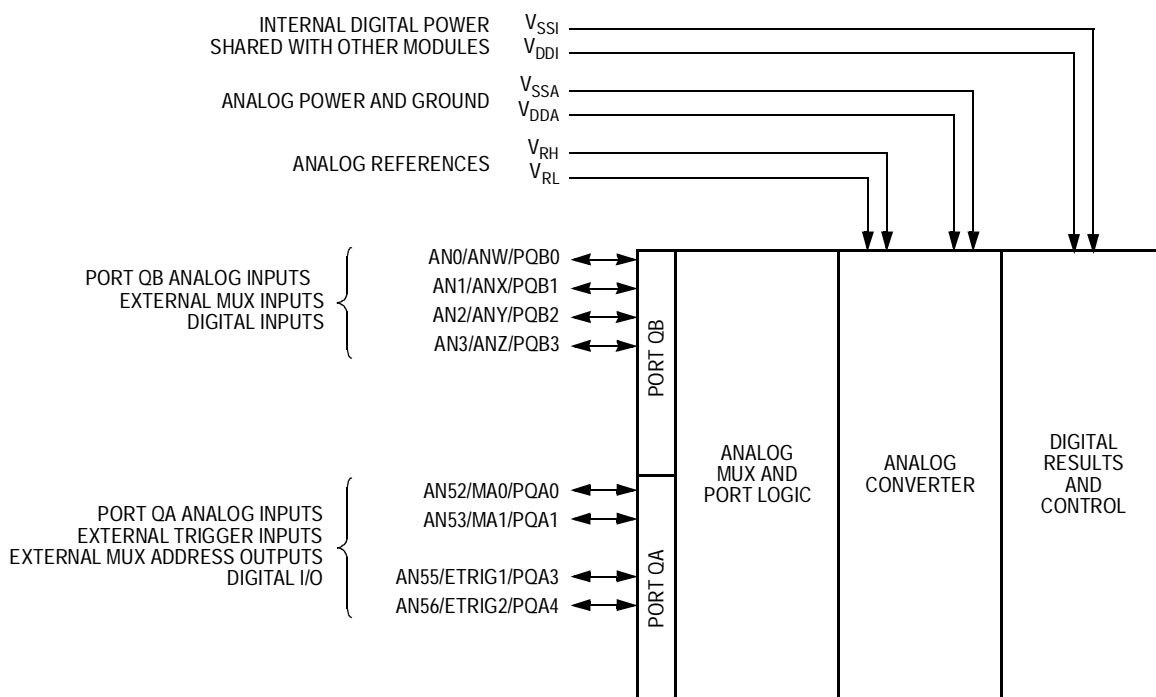 INTERNAL DIGITAL POWER
SHARED WITH OTHER MODULES
VSSI
VDDI
ANALOG POWER AND GROUND
VSSA
VDDA
ANALOG REFERENCES
VRH
VRL
PORT QB ANALOG INPUTS
EXTERNAL MUX INPUTS
DIGITAL INPUTS
AN0/ANW/PQB0
AN1/ANX/PQB1
AN2/ANY/PQB2
AN3/ANZ/PQB3
PORT QB
PORT QA ANALOG INPUTS
EXTERNAL TRIGGER INPUTS
EXTERNAL MUX ADDRESS OUTPUTS
DIGITAL I/O
AN52/MA0/PQA0
AN53/MA1/PQA1
AN55/ETRIG1/PQA3
AN56/ETRIG2/PQA4
PORT QA
ANALOG
MUX AND
PORT LOGIC
ANALOG
CONVERTER
DIGITAL
RESULTS
AND
CONTROL